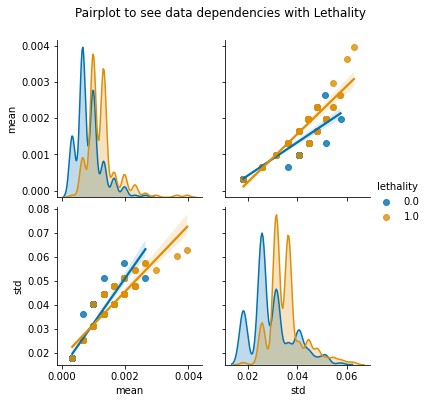 Pairplot to see data dependencies with Lethality
0.004
0.003
0.002
0.001
0.000
mean
lethality
0.0
1.0
0.08
0.07
0.06
0.05
0.04
0.03
0.02
std
0.000 0.002 0.004
mean
0.02 0.04 0.06
std